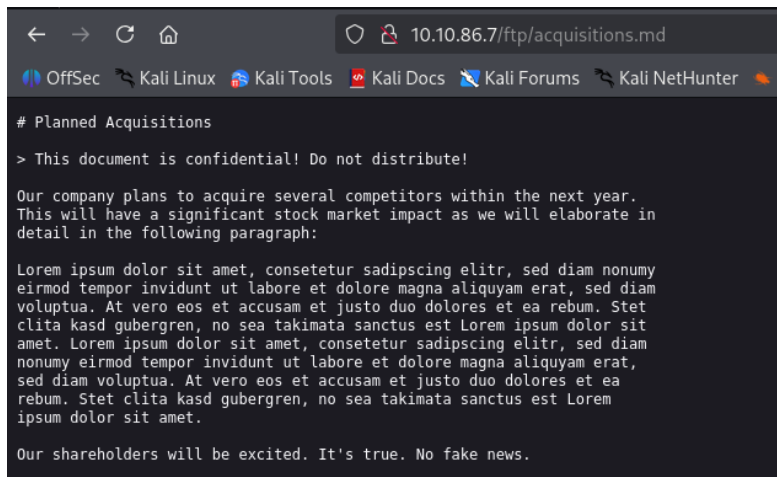 10.10.86.7/ftp/acquisitions.md
OffSec Kali Linux Kali Tools Kali Docs Kali Forums Kali NetHunter
# Planned Acquisitions
> This document is confidential! Do not distribute!
Our company plans to acquire several competitors within the next year.
This will have a significant stock market impact as we will elaborate in
detail in the following paragraph:
Lorem ipsum dolor sit amet, consetetur sadipscing elitr, sed diam nonumy
eirmod tempor invidunt ut labore et dolore magna aliquyam erat, sed diam
voluptua. At vero eos et accusam et justo duo dolores et ea rebum. Stet
clita kasd gubergren, no sea takimata sanctus est Lorem ipsum dolor sit
amet. Lorem ipsum dolor sit amet, consetetur sadipscing elitr, sed diam
nonumy eirmod tempor invidunt ut labore et dolore magna aliquyam erat,
sed diam voluptua. At vero eos et accusam et justo duo dolores et ea
rebum. Stet clita kasd gubergren, no sea takimata sanctus est Lorem
ipsum dolor sit amet.
Our shareholders will be excited. It's true. No fake news.